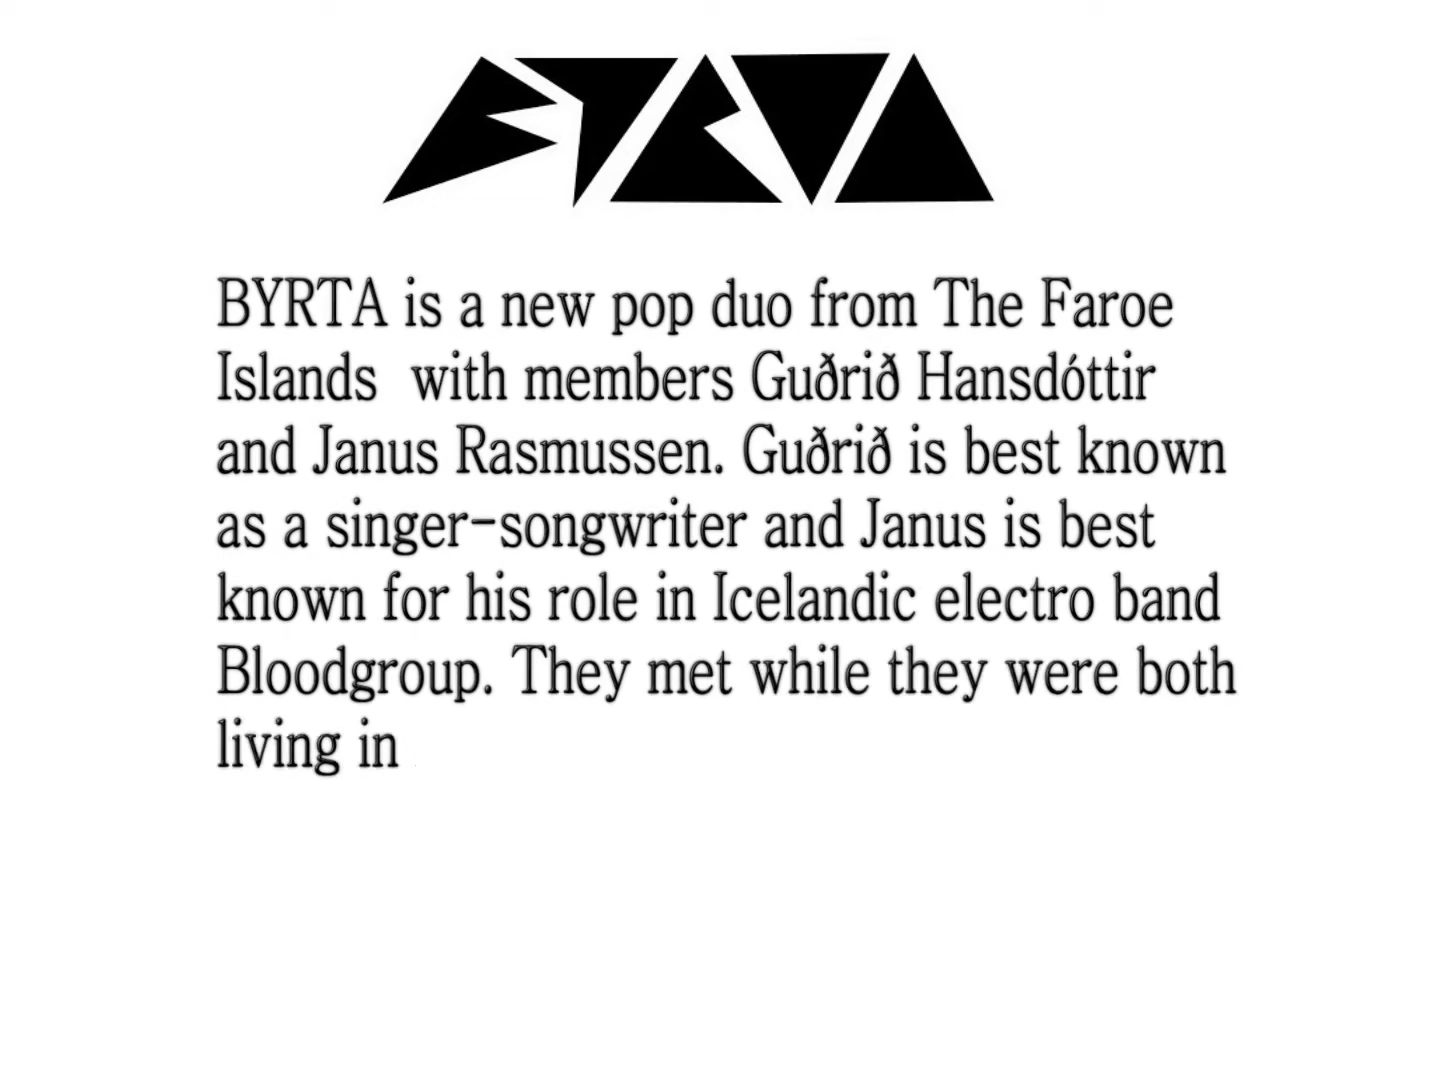 BYRTA
BYRTA is a new pop duo from The Faroe
Islands  with members Guðrið Hansdóttir
and Janus Rasmussen. Guðrið is best known
as a singer-songwriter and Janus is best
known for his role in Icelandic electro band
Bloodgroup. They met while they were both
living in